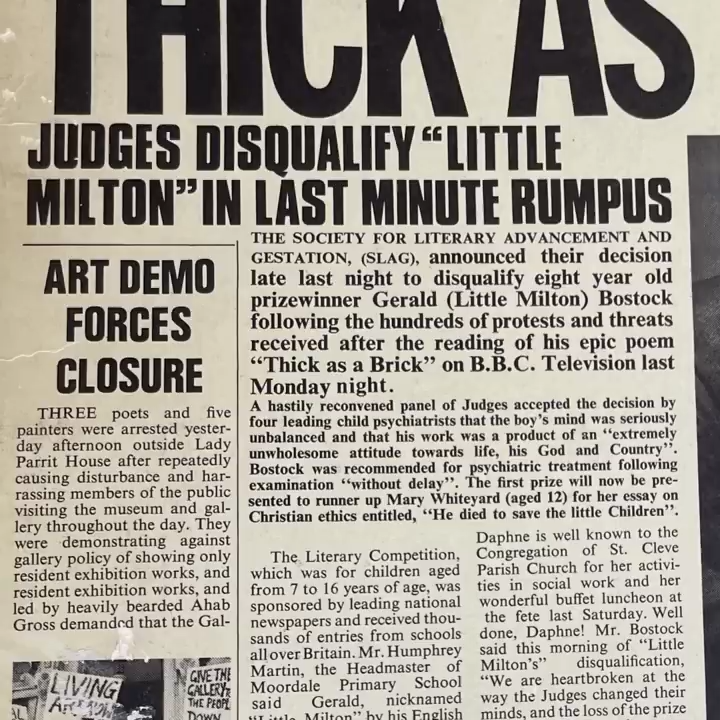 THICK AS
JUDGES DISQUALIFY “LITTLE
MILTON” IN LAST MINUTE RUMPUS
ART DEMO
FORCES
CLOSURE
THREE poets and five
painters were arrested yester-
day afternoon outside Lady
Parrit House after repeatedly
causing disturbance and har-
rassing members of the public
visiting the museum and gal-
lery throughout the day. They
were demonstrating against
gallery policy of showing only
resident exhibition works, and
resident exhibition works, and
led by heavily bearded Ahab
Gross demanded that the Gal-
LIVING
GIVE THE
GALLERY
THE PEOPL
DOWN
THE SOCIETY FOR LITERARY ADVANCEMENT AND
GESTATION, (SLAG), announced their decision
late last night to disqualify eight year old
prizewinner Gerald (Little Milton) Bostock
following the hundreds of protests and threats
received after the reading of his epic poem
“Thick as a Brick” on B.B.C. Television last
Monday night.
A hastily reconvened panel of Judges accepted the decision by
four leading child psychiatrists that the boy’s mind was seriously
unbalanced and that his work was a product of an “extremely
unwholesome attitude towards life, his God and Country”.
Bostock was recommended for psychiatric treatment following
examination “without delay”. The first prize will now be pre-
sented to runner up Mary Whiteyard (aged 12) for her essay on
Christian ethics entitled, “He died to save the little Children”.
The Literary Competition,
which was for children aged
from 7 to 16 years of age, was
sponsored by leading national
newspapers and received thou-
sands of entries from schools
all over Britain. Mr. Humphrey
Martin, the Headmaster of
Moordale Primary School
said Gerald, nicknamed
“Little Milton” by his English
Daphne is well known to the
Congregation of St. Cleve
Parish Church for her activi-
ties in social work and her
wonderful buffet luncheon at
the fete last Saturday. Well
done, Daphne! Mr. Bostock
said this morning of “Little
Milton’s” disqualification,
“We are heartbroken at the
way the Judges changed their
minds, and the loss of the prize